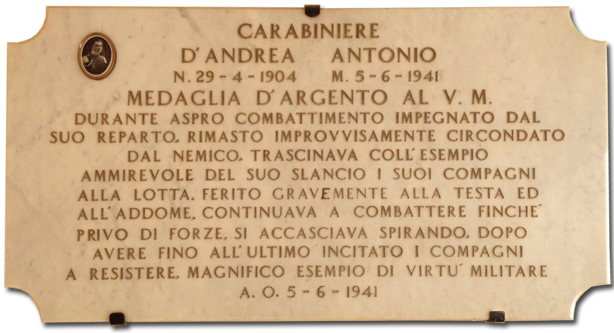 CARABINIERE
D'ANDREA ANTONIO
N. 29-4-1904 M. 5-6-1941
MEDAGLIA D'ARGENTO AL V. M.
DURANTE ASPRO COMBATTIMENTO IMPEGNATO DAL
SUO REPARTO, RIMASTO IMPROVVISAMENTE CIRCONDATO
DAL NEMICO, TRASCINAVA COLL'ESEMPIO
AMMIREVOLE DEL SUO SLANCIO I SUOI COMPAGNI
ALLA LOTTA. FERITO GRAVEMENTE ALLA TESTA ED
ALL'ADDOME, CONTINUAVA A COMBATTERE FINCHE'
PRIVO DI FORZE, SI ACCASCIAVA SPIRANDO, DOPO
AVERE FINO ALL'ULTIMO INCITATO I COMPAGNI
A RESISTERE. MAGNIFICO ESEMPIO DI VIRTU' MILITARE
A. O. 5-6-1941